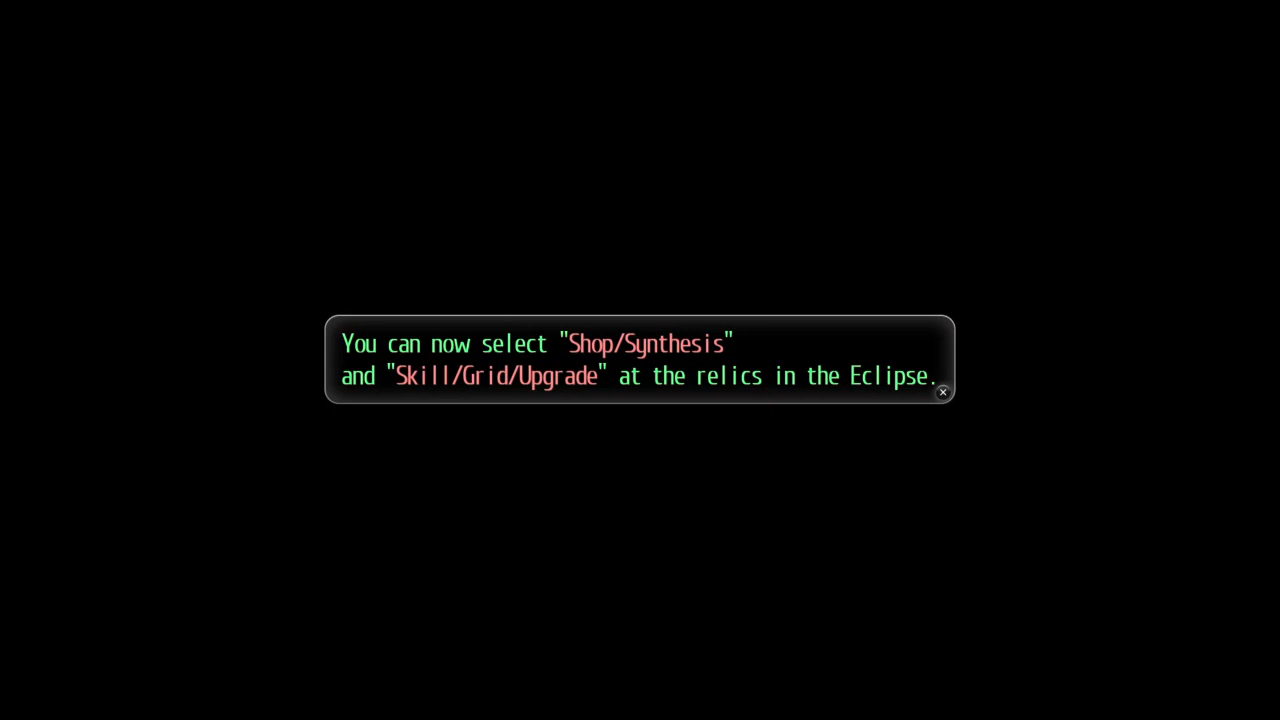 You can now select "Shop/Synthesis"
and "Skill/Grid/Upgrade" at the relics in the Eclipse.